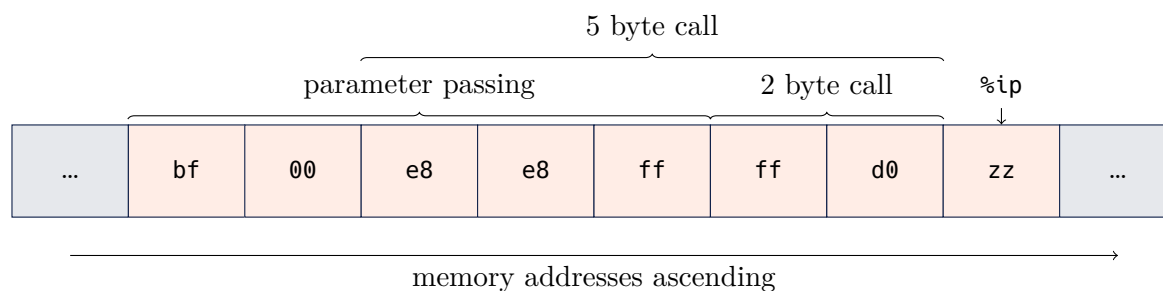 5 byte call
parameter passing 2 byte call %ip
... bf 00 e8 e8 ff ff d0 zz ...
memory addresses ascending